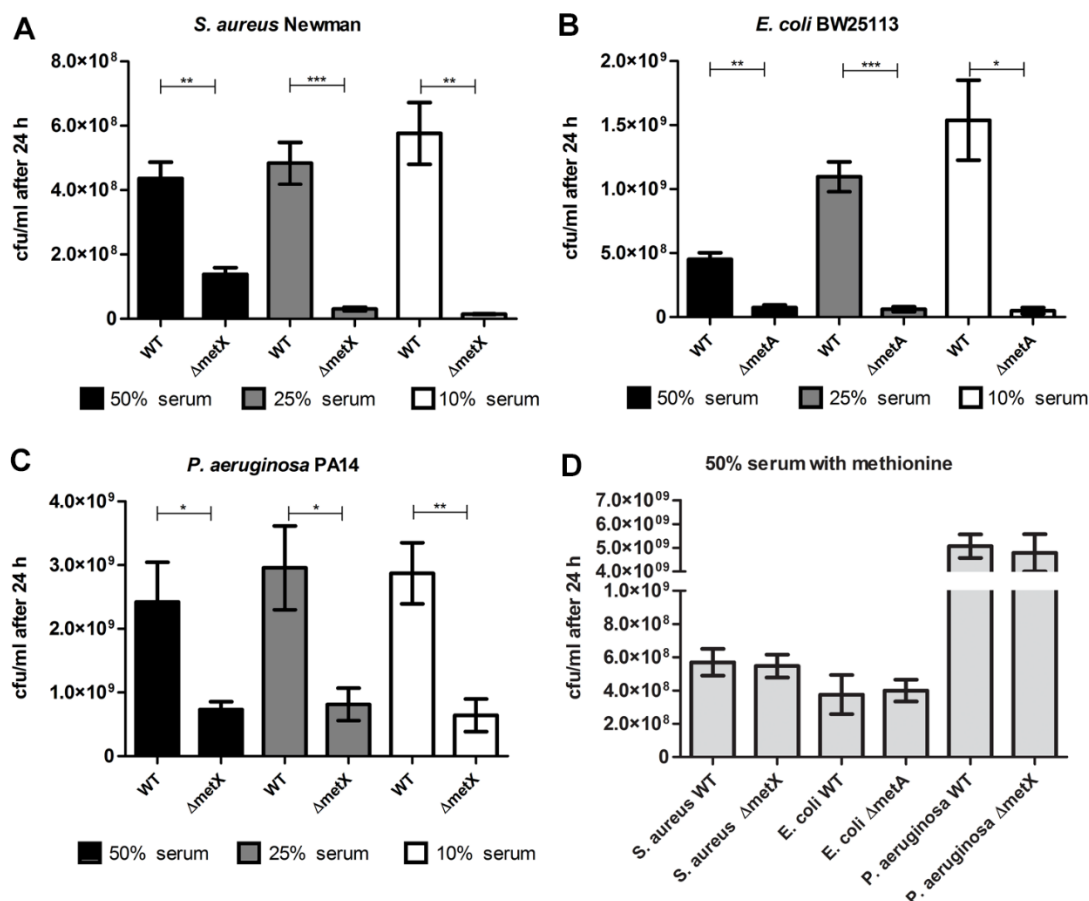 A
S. aureus Newman
cfu/ml after 24 h
8.0×10⁸
6.0×10⁸
4.0×10⁸
2.0×10⁸
0
** *** **
WT ΔmetX WT ΔmetX WT ΔmetX
50% serum 25% serum 10% serum
B
E. coli BW25113
cfu/ml after 24 h
2.0×10⁹
1.5×10⁹
1.0×10⁹
5.0×10⁸
0
** *** *
WT ΔmetA WT ΔmetA WT ΔmetA
50% serum 25% serum 10% serum
C
P. aeruginosa PA14
cfu/ml after 24 h
4.0×10⁹
3.0×10⁹
2.0×10⁹
1.0×10⁹
0
* * **
WT ΔmetX WT ΔmetX WT ΔmetX
50% serum 25% serum 10% serum
D
50% serum with methionine
cfu/ml after 24 h
7.0×10⁰⁹
6.0×10⁰⁹
5.0×10⁰⁹
4.0×10⁰⁹
1.0×10⁹
8.0×10⁸
6.0×10⁸
4.0×10⁸
2.0×10⁸
0
S. aureus WT
S. aureus ΔmetX
E. coli WT
E. coli ΔmetA
P. aeruginosa WT
P. aeruginosa ΔmetX